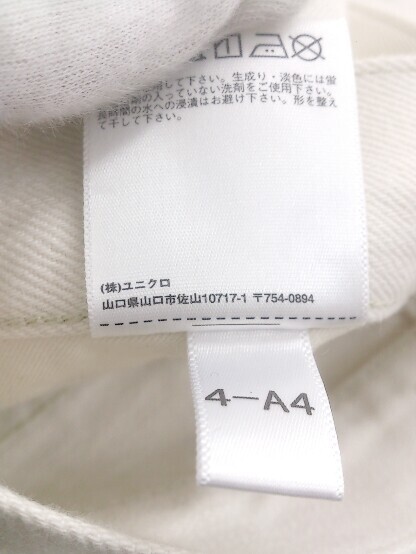 して下さい。生成り・淡色には蛍
の入っていない洗剤をご使用下さい。
長時間の水への浸漬はお避け下さい。形を整え
て干して下さい。
(株)ユニクロ
山口県山口市佐山10717-1 〒754-0894
4-A4